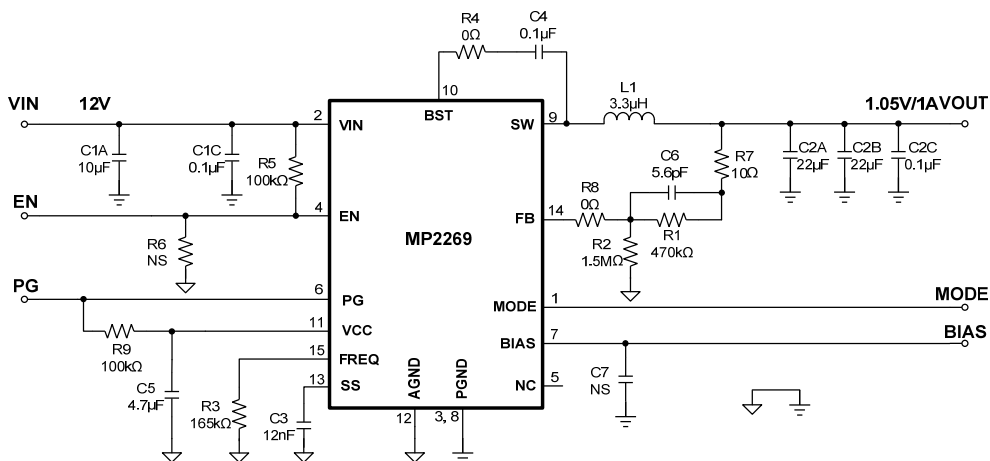 R4
0Ω
C4
0.1µF
10
BST
VIN
12V
2
VIN
SW
9
L1
3.3µH
1.05V/1A
VOUT
C1A
10µF
C1C
0.1µF
R5
100kΩ
C6
5.6pF
R7
10Ω
C2A
22µF
C2B
22µF
C2C
0.1µF
EN
4
EN
R8
0Ω
FB
14
MP2269
R6
NS
R2
1.5MΩ
R1
470kΩ
PG
6
PG
MODE
1
MODE
11
VCC
BIAS
7
BIAS
R9
100kΩ
15
FREQ
C5
4.7µF
13
SS
NC
5
C7
NS
R3
165kΩ
C3
12nF
AGND
PGND
12
3, 8